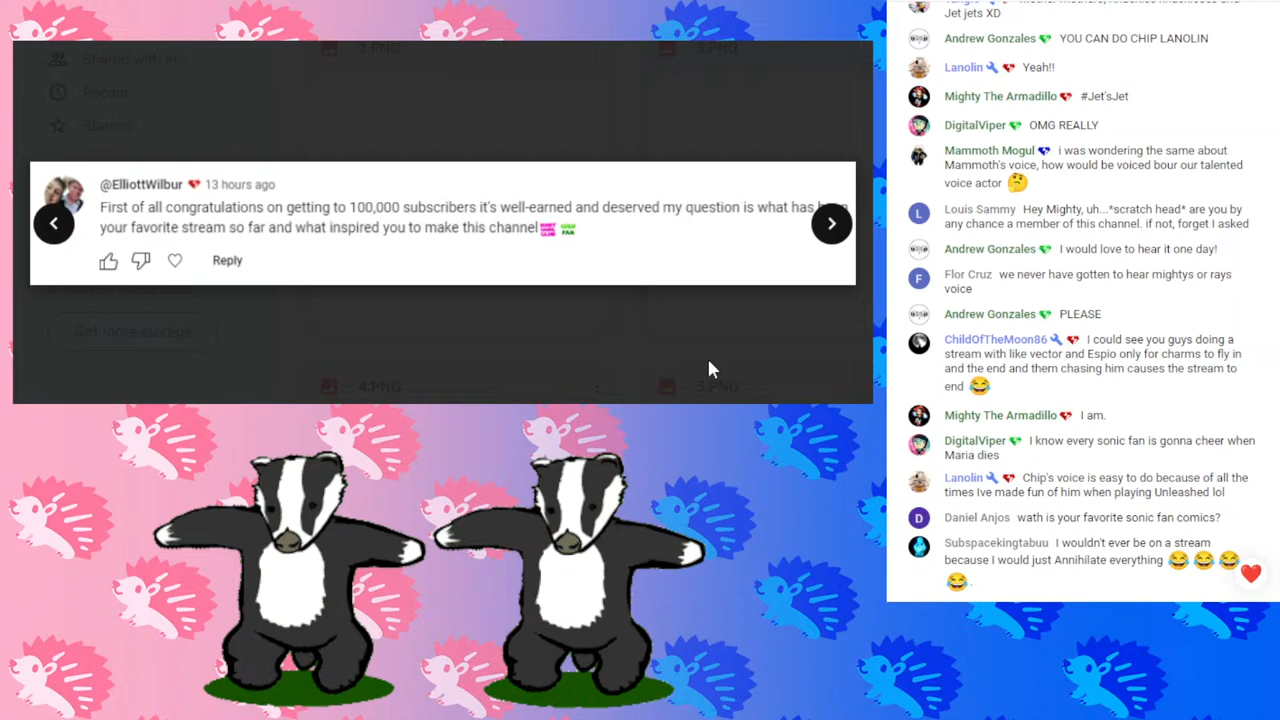 Shared with me
3.PNG
Recent
Starred
@ElliottWilbur 13 hours ago
First of all congratulations on getting to 100,000 subscribers it's well-earned and deserved my question is what has
your favorite stream so far and what inspired you to make this channel
Reply
Get more storage
4.PNG
5.PNG
Jet jets XD
Andrew Gonzales YOU CAN DO CHIP LANOLIN
Lanolin Yeah!!
Mighty The Armadillo #Jet'sJet
DigitalViper OMG REALLY
Mammoth Mogul i was wondering the same about
Mammoth's voice, how would be voiced bour our talented
voice actor 🤔
Louis Sammy Hey Mighty, uh...*scratch head* are you by
any chance a member of this channel. if not, forget I asked
Andrew Gonzales I would love to hear it one day!
Flor Cruz we never have gotten to hear mightys or rays
voice
Andrew Gonzales PLEASE
ChildOfTheMoon86 I could see you guys doing a
stream with like vector and Espio only for charms to fly in
and the end and them chasing him causes the stream to
end 😂
Mighty The Armadillo I am.
DigitalViper I know every sonic fan is gonna cheer when
Maria dies
Lanolin Chip's voice is easy to do because of all the
times Ive made fun of him when playing Unleashed lol
Daniel Anjos wath is your favorite sonic fan comics?
Subspacekingtabuu I wouldn't ever be on a stream
because I would just Annihilate everything 😂 😂 😂
😂 .